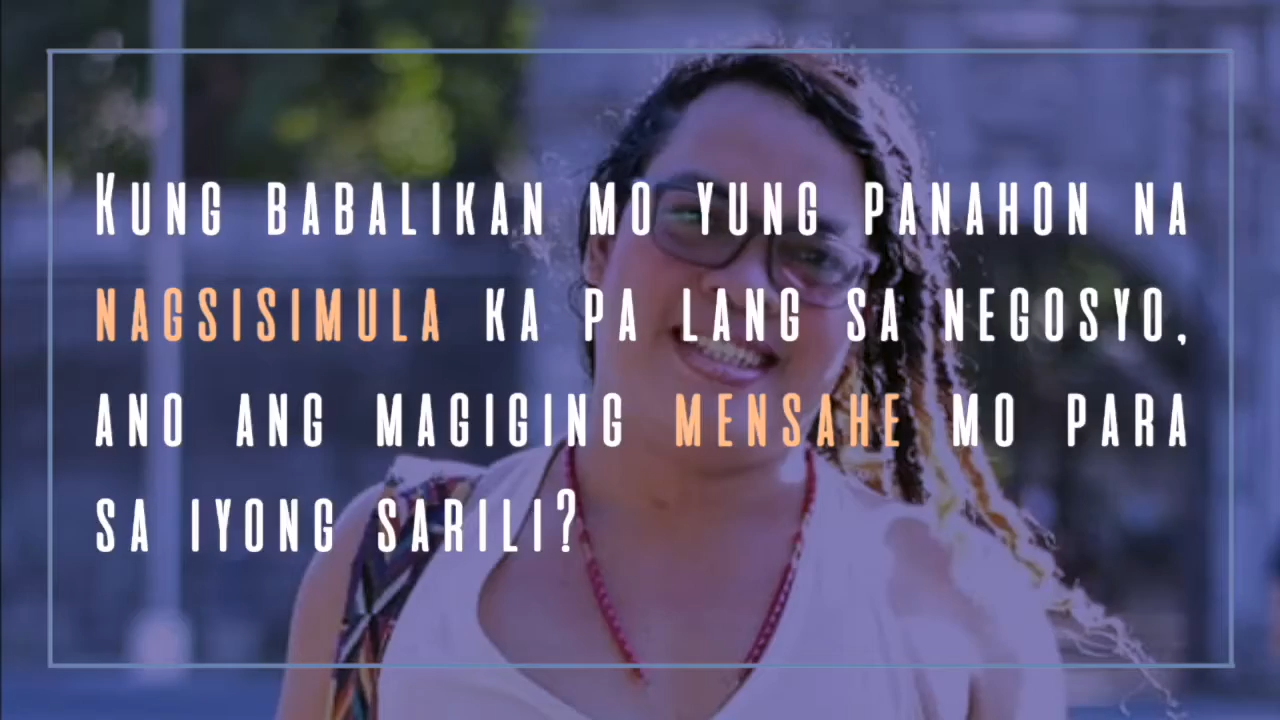 Kung babalikan mo yung panahon na
nagsisimula ka pa lang sa negosyo,
ano ang magiging mensahe mo para
sa iyong sarili?